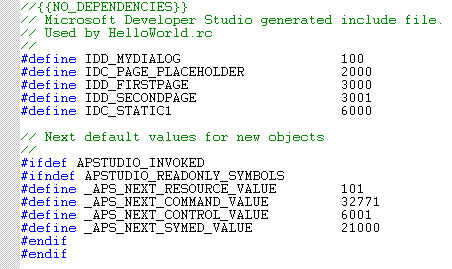 //{{NO_DEPENDENCIES}}
// Microsoft Developer Studio generated include file.
// Used by HelloWorld.rc
//
#define IDD_MYDIALOG                    100
#define IDC_PAGE_PLACEHOLDER            2000
#define IDD_FIRSTPAGE                   3000
#define IDD_SECONDPAGE                  3001
#define IDC_STATIC1                     6000
// Next default values for new objects
//
#ifdef APSTUDIO_INVOKED
#ifndef APSTUDIO_READONLY_SYMBOLS
#define _APS_NEXT_RESOURCE_VALUE        101
#define _APS_NEXT_COMMAND_VALUE         32771
#define _APS_NEXT_CONTROL_VALUE         6001
#define _APS_NEXT_SYMED_VALUE           21000
#endif
#endif